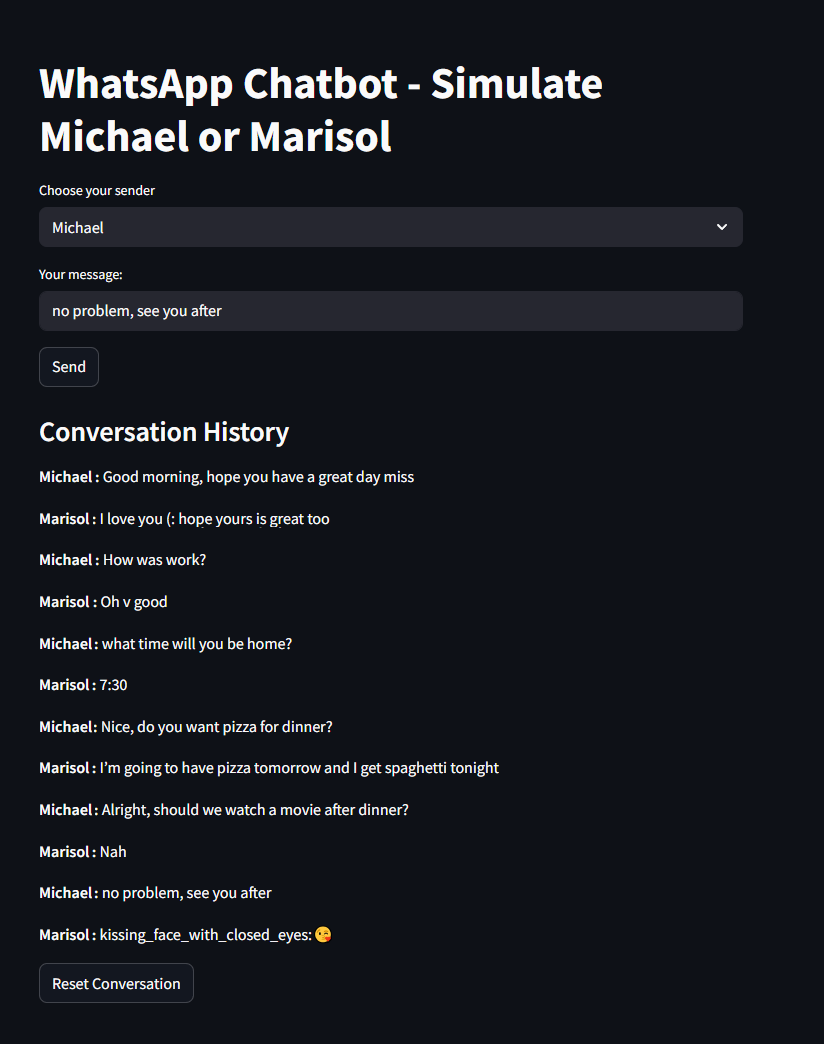 WhatsApp Chatbot - Simulate
Michael or Marisol
Choose your sender
Michael
Your message:
no problem, see you after
Send
Conversation History
Michael : Good morning, hope you have a great day miss
Marisol : I love you (: hope yours is great too
Michael : How was work?
Marisol : Oh v good
Michael : what time will you be home?
Marisol : 7:30
Michael: Nice, do you want pizza for dinner?
Marisol : I’m going to have pizza tomorrow and I get spaghetti tonight
Michael : Alright, should we watch a movie after dinner?
Marisol : Nah
Michael : no problem, see you after
Marisol : kissing_face_with_closed_eyes: 😘
Reset Conversation